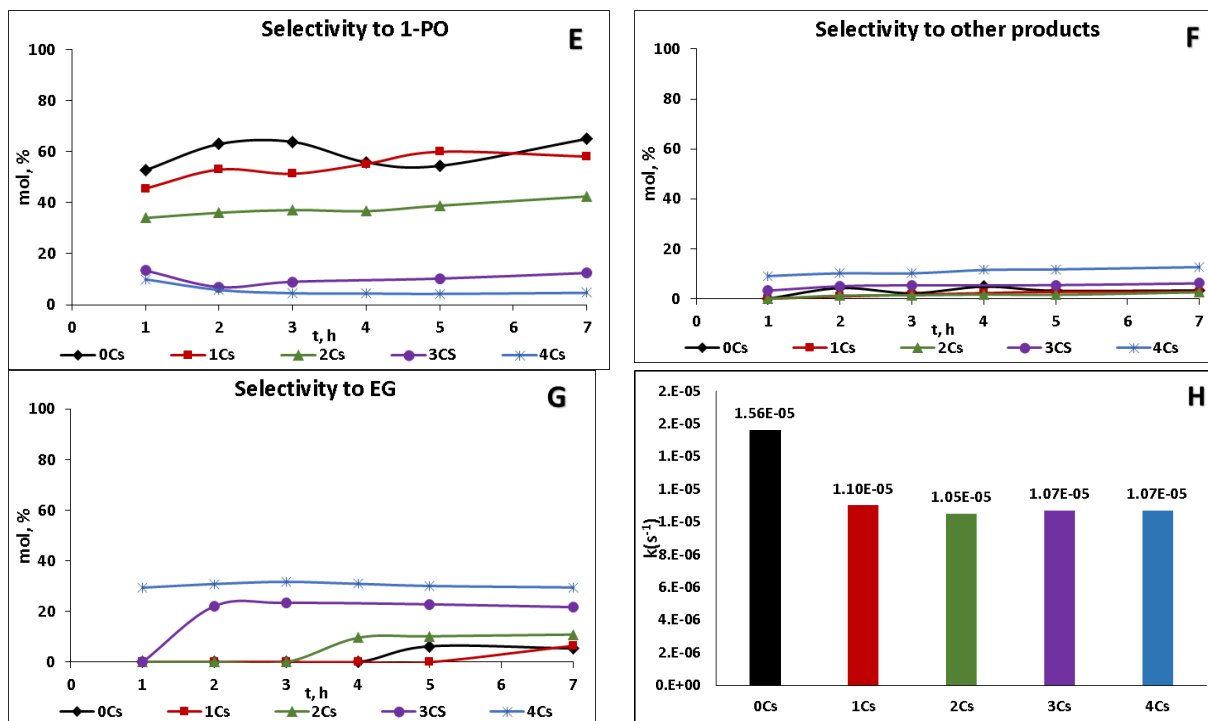 Selectivity to 1-PO
E
100
80
60
40
20
0
mol, %
0 1 2 3 4 5 6 7
t, h
0Cs 1Cs 2Cs 3CS 4Cs
Selectivity to other products
F
100
80
60
40
20
0
mol, %
0 1 2 3 4 5 6 7
t, h
0Cs 1Cs 2Cs 3CS 4Cs
Selectivity to EG
G
100
80
60
40
20
0
mol, %
0 1 2 3 4 5 6 7
t, h
0Cs 1Cs 2Cs 3CS 4Cs
H
2.E-05
2.E-05
1.E-05
1.E-05
1.E-05
8.E-06
6.E-06
4.E-06
2.E-06
0.E+00
k(s⁻¹)
1.56E-05
1.10E-05
1.05E-05
1.07E-05
1.07E-05
0Cs 1Cs 2Cs 3Cs 4Cs